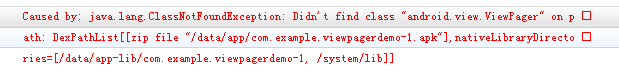 Caused by: java.lang.ClassNotFoundException: Didn't find class "android.view.ViewPager" on p
ath: DexPathList[[zip file "/data/app/com.example.viewpagerdemo-1.apk"],nativeLibraryDirecto
ries=[/data/app-lib/com.example.viewpagerdemo-1, /system/lib]]